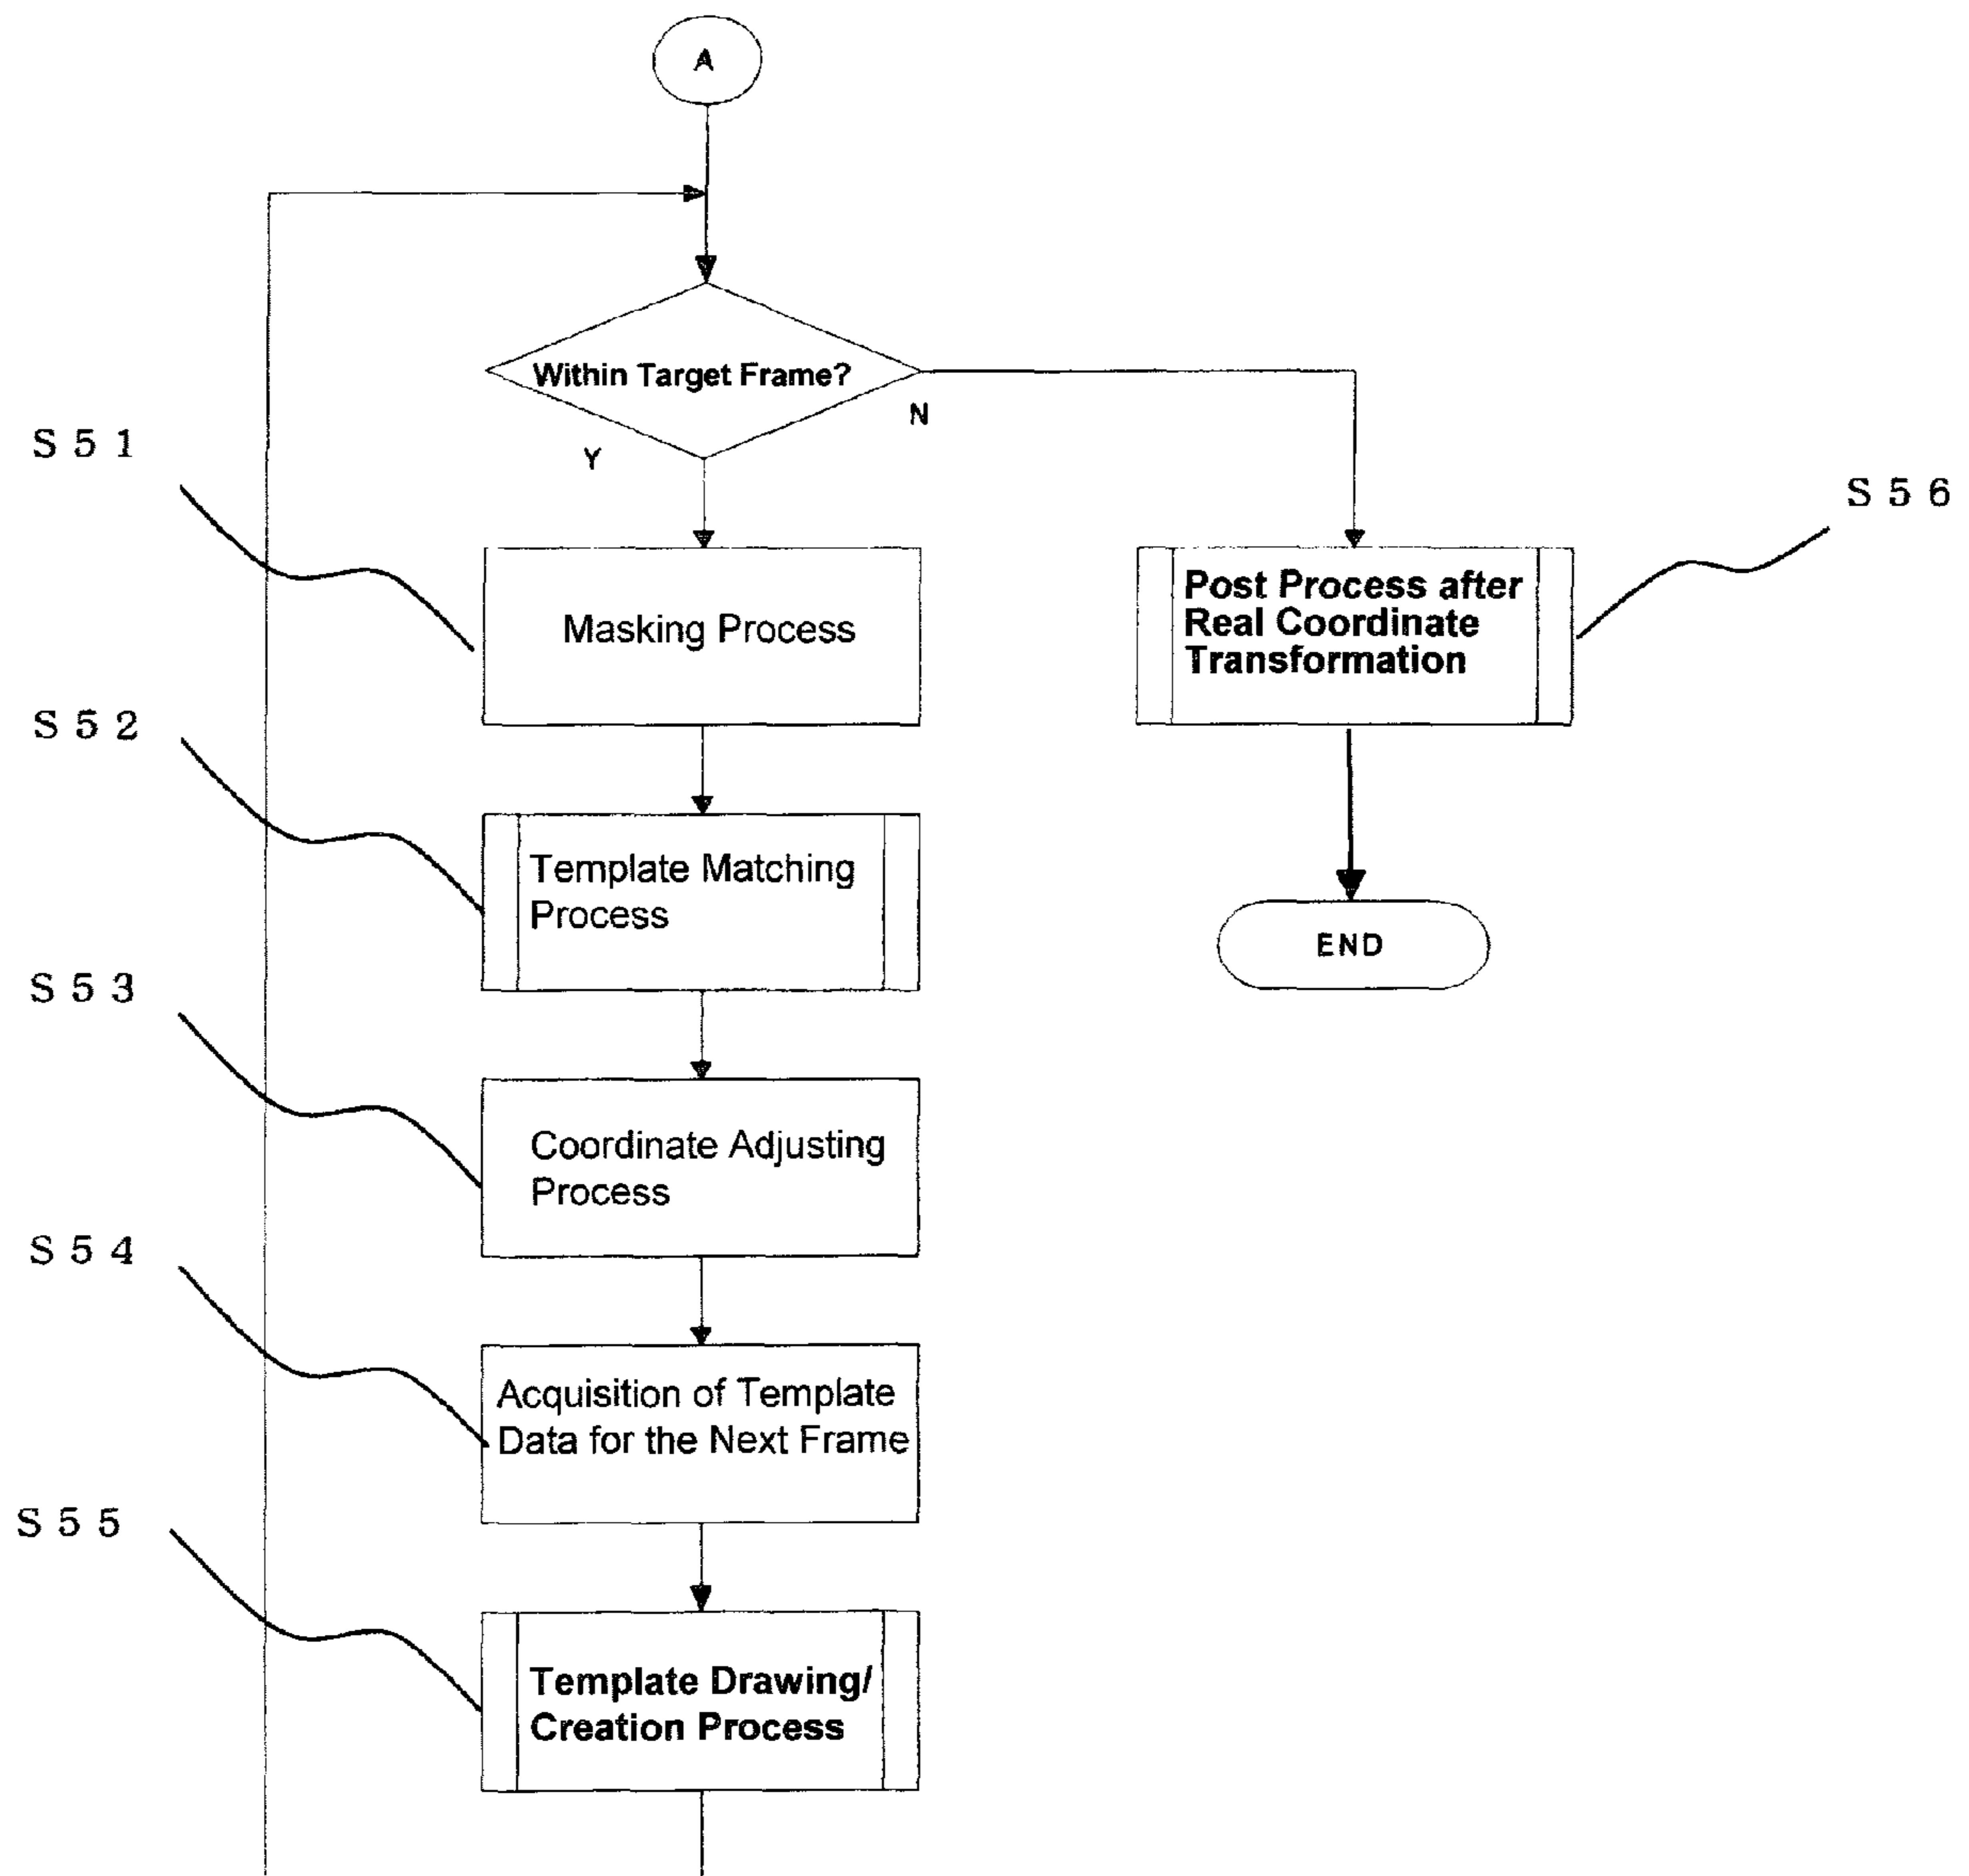 A
Within Target Frame?
N
Y
S 5 1
S 5 6
Masking Process
Post Process after
Real Coordinate
Transformation
S 5 2
Template Matching
Process
END
S 5 3
Coordinate Adjusting
Process
S 5 4
Acquisition of Template
Data for the Next Frame
S 5 5
Template Drawing/
Creation Process